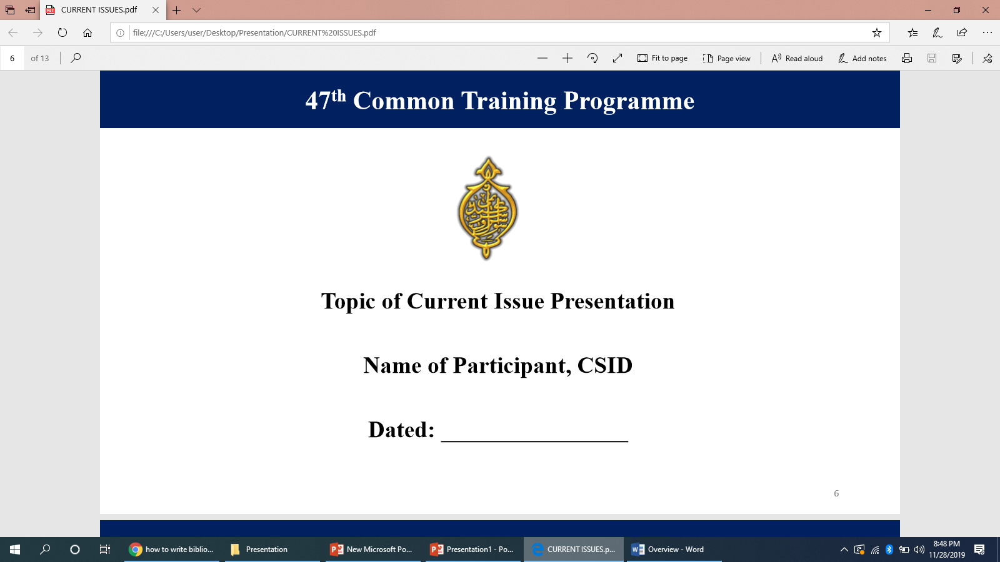 CURRENT ISSUES.pdf
file:///C:/Users/user/Desktop/Presentation/CURRENT%20ISSUES.pdf
6 of 13 Fit to page Page view Read aloud Add notes
47th Common Training Programme
Topic of Current Issue Presentation
Name of Participant, CSID
Dated: _______________
6
how to write biblio... Presentation New Microsoft Po... Presentation1 - Po... CURRENT ISSUES.p... Overview - Word
8:48 PM
11/28/2019